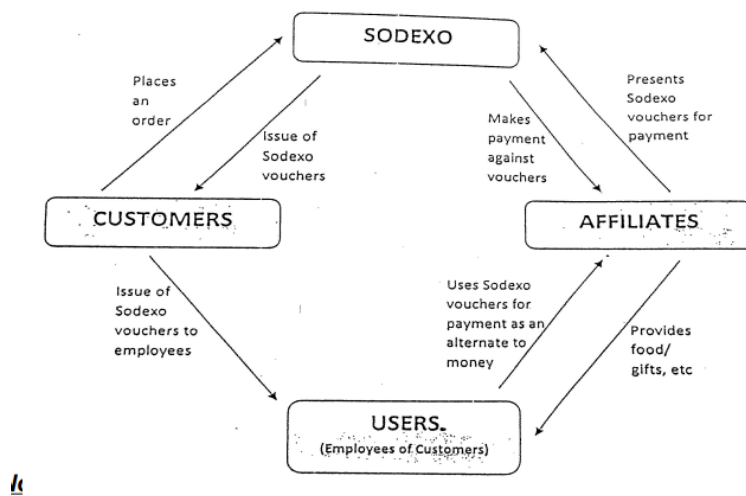 SODEXO
Places
an
order
Issue of
Sodexo
vouchers
Makes
payment
against
vouchers
Presents
Sodexo
vouchers for
payment
CUSTOMERS
AFFILIATES
Issue of
Sodexo
vouchers to
employees
Uses Sodexo
vouchers for
payment as an
alternate to
money
Provides
food/
gifts, etc
USERS.
(Employees of Customers)